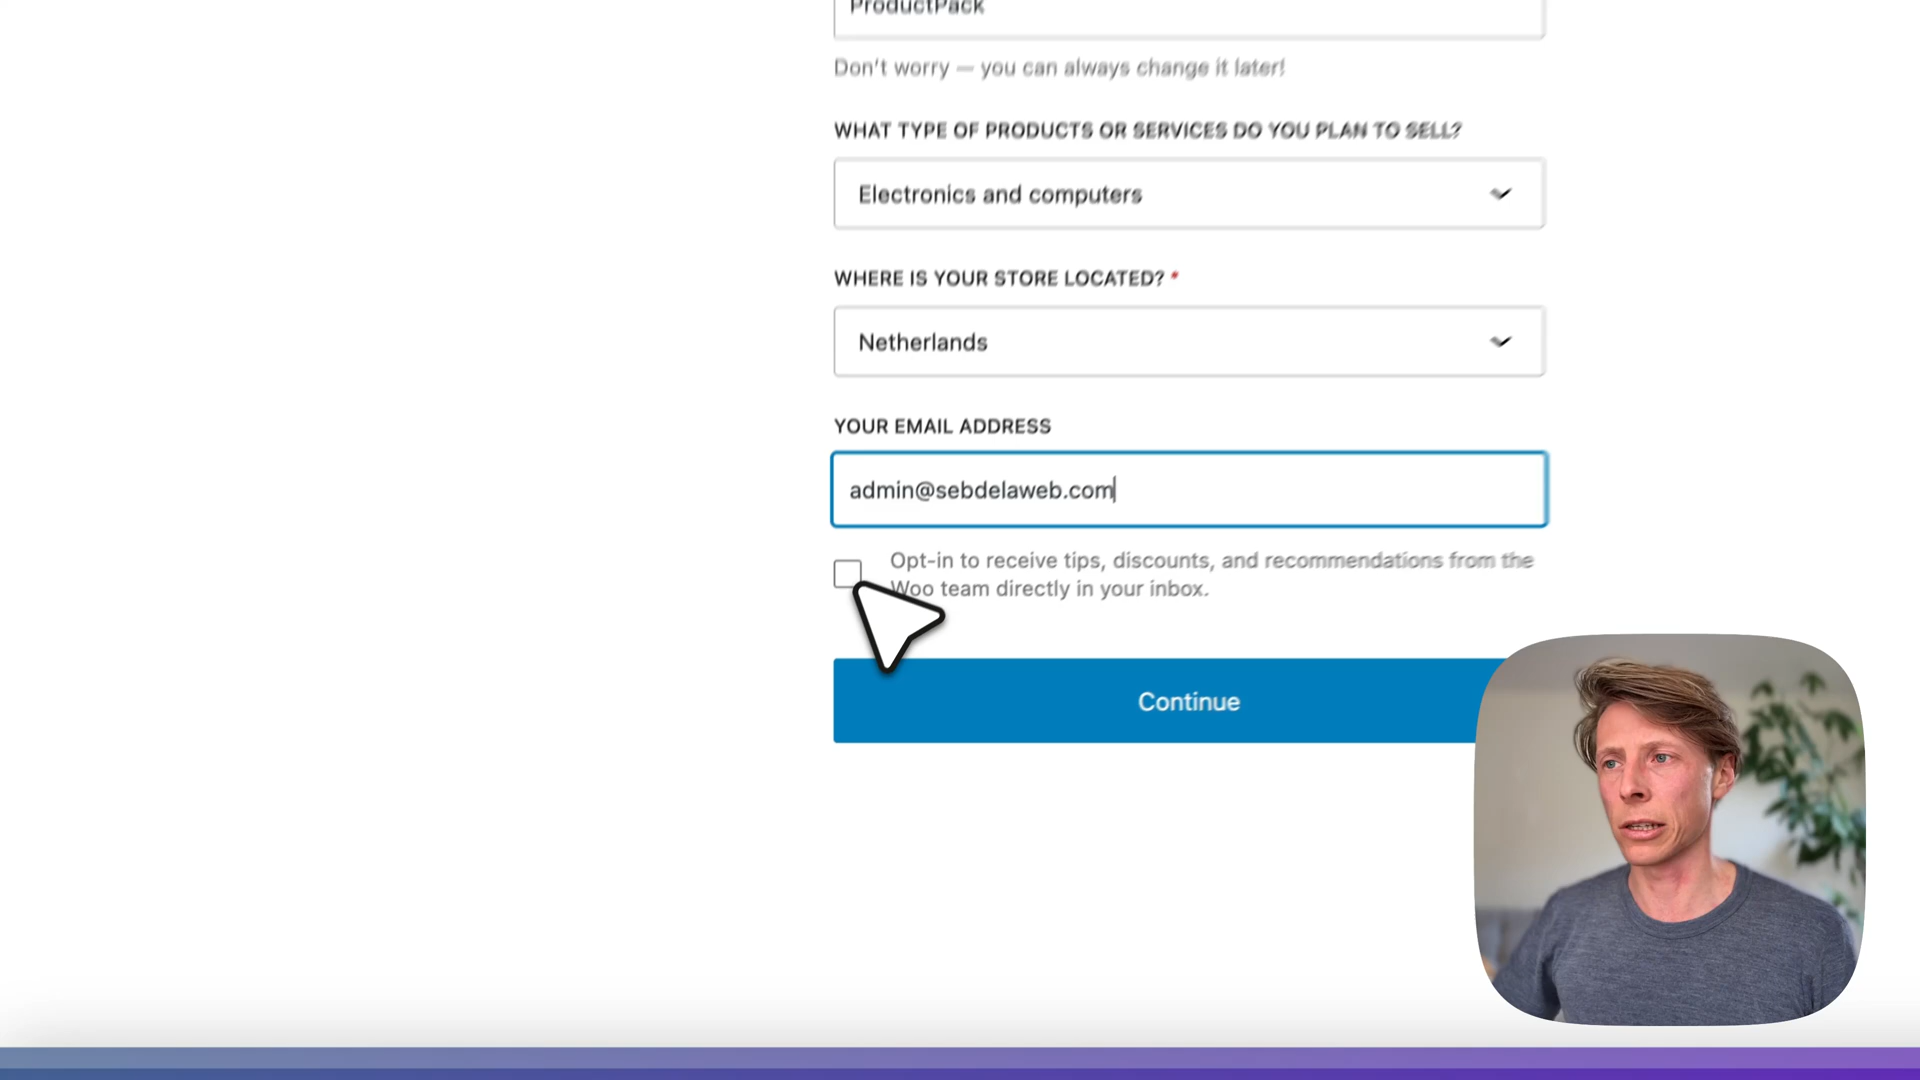 ProductPack
Don't worry — you can always change it later!
WHAT TYPE OF PRODUCTS OR SERVICES DO YOU PLAN TO SELL?
Electronics and computers
WHERE IS YOUR STORE LOCATED? *
Netherlands
YOUR EMAIL ADDRESS
admin@sebdelaweb.com
Opt-in to receive tips, discounts, and recommendations from the
Woo team directly in your inbox.
Continue